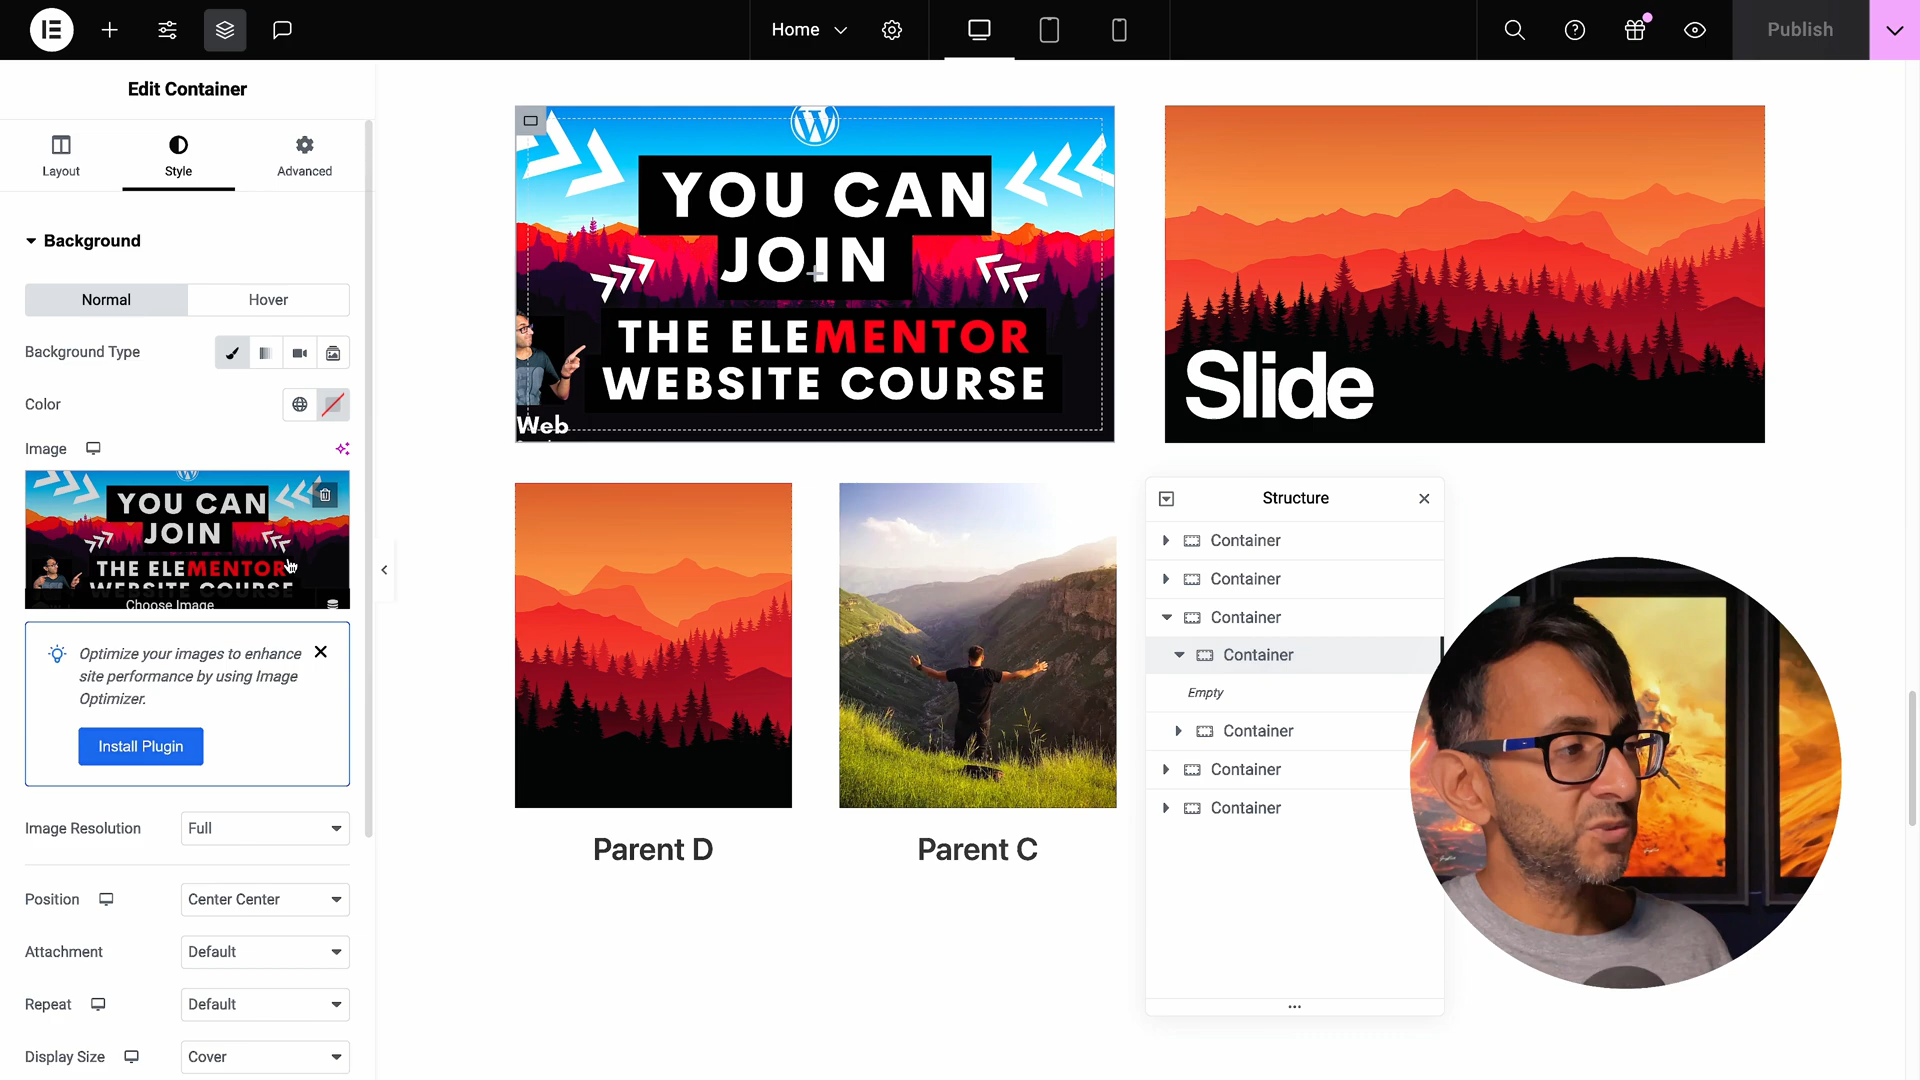 Home
Publish
Edit Container
Layout
Style
Advanced
Background
Normal
Hover
Background Type
Color
Image
YOU CAN
JOIN
THE ELEMENTOR
WEBSITE COURSE
Choose Image
Optimize your images to enhance
site performance by using Image
Optimizer.
Install Plugin
Image Resolution
Full
Position
Center Center
Attachment
Default
Repeat
Default
Display Size
Cover
YOU CAN
JOIN
THE ELEMENTOR
WEBSITE COURSE
Web
Slide
Parent D
Parent C
Structure
Container
Container
Container
Container
Empty
Container
Container
Container